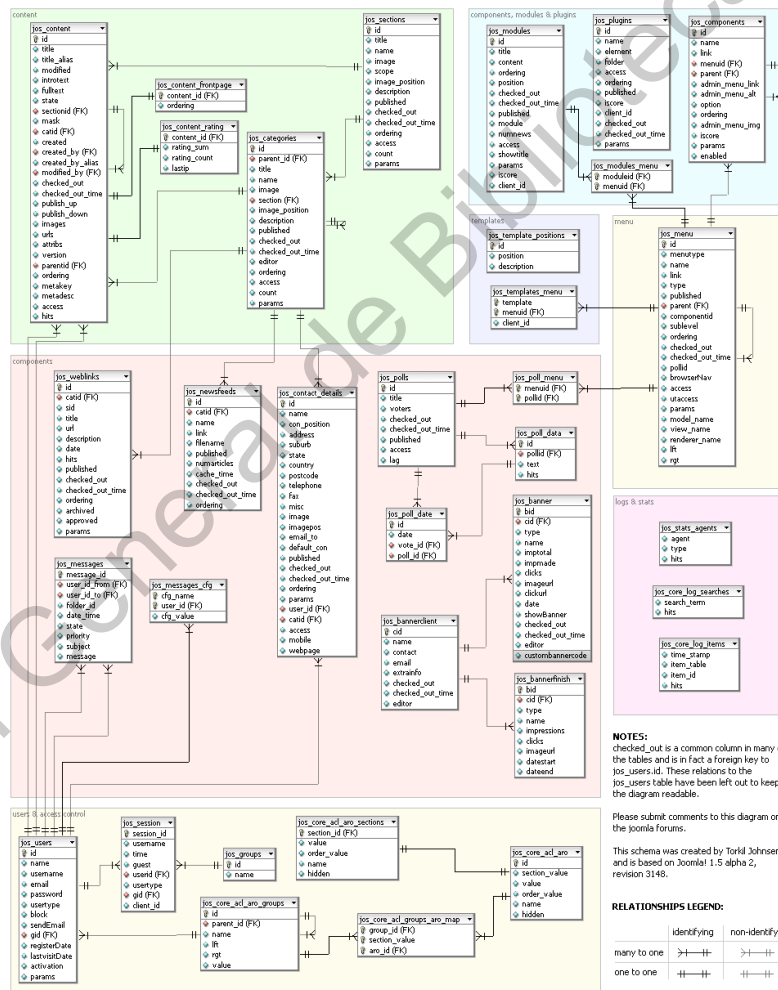 content
jos_content
id
title
title_alias
modified
introtext
fulltext
state
sectionid (FK)
mask
catid (FK)
created
created_by (FK)
created_by_alias
modified_by (FK)
checked_out
checked_out_time
publish_up
publish_down
images
urls
attribs
version
parentid (FK)
ordering
metakey
metadesc
access
hits
jos_content_frontpage
content_id (FK)
ordering
jos_content_rating
content_id (FK)
rating_sum
rating_count
lastip
jos_categories
id
parent_id (FK)
title
name
image
section (FK)
image_position
description
published
checked_out
checked_out_time
editor
ordering
access
count
params
jos_sections
id
title
name
image
scope
image_position
description
published
checked_out
checked_out_time
ordering
access
count
params
components, modules & plugins
jos_modules
id
title
content
ordering
position
checked_out
checked_out_time
published
module
numnews
access
showtitle
params
iscore
client_id
jos_plugins
id
name
element
folder
access
ordering
published
iscore
client_id
checked_out
checked_out_time
params
jos_components
id
name
link
menuid (FK)
parent (FK)
admin_menu_link
admin_menu_alt
option
ordering
admin_menu_img
iscore
params
enabled
jos_modules_menu
moduleid (FK)
menuid (FK)
templates
jos_template_positions
id
position
description
jos_templates_menu
template
menuid (FK)
client_id
menu
jos_menu
id
menutype
name
link
type
published
parent (FK)
componentid
sublevel
ordering
checked_out
checked_out_time
pollid
browserNav
access
utaccess
params
model_name
view_name
renderer_name
lft
rgt
components
jos_weblinks
id
catid (FK)
sid
title
url
description
date
hits
published
checked_out
checked_out_time
ordering
archived
approved
params
jos_newsfeeds
id
catid (FK)
name
link
filename
published
numarticles
cache_time
checked_out
checked_out_time
ordering
jos_contact_details
id
name
con_position
address
suburb
state
country
postcode
telephone
fax
misc
image
imagepos
email_to
default_con
published
checked_out
checked_out_time
ordering
params
user_id (FK)
catid (FK)
access
mobile
webpage
jos_polls
id
title
voters
checked_out
checked_out_time
published
access
lag
jos_poll_menu
menuid (FK)
pollid (FK)
jos_poll_data
id
pollid (FK)
text
hits
jos_poll_date
id
date
vote_id (FK)
poll_id (FK)
jos_banner
bid
cid (FK)
type
name
imptotal
impmade
clicks
imageurl
clickurl
date
showBanner
checked_out
checked_out_time
editor
custombannercode
jos_messages
message_id
user_id_from (FK)
user_id_to (FK)
folder_id
date_time
state
priority
subject
message
jos_messages_cfg
cfg_name
user_id (FK)
cfg_value
jos_bannerclient
cid
name
contact
email
extrainfo
checked_out
checked_out_time
editor
jos_bannerfinish
bid
cid (FK)
type
name
impressions
clicks
imageurl
datestart
dateend
logs & stats
jos_stats_agents
agent
type
hits
jos_core_log_searches
search_term
hits
jos_core_log_items
time_stamp
item_table
item_id
hits
users & access control
jos_users
id
name
username
email
password
usertype
block
sendEmail
gid (FK)
registerDate
lastvisitDate
activation
params
jos_session
session_id
username
time
guest
userid (FK)
usertype
gid (FK)
client_id
jos_groups
id
name
jos_core_acl_aro_sections
section_id (FK)
value
order_value
name
hidden
jos_core_acl_aro_groups
id
parent_id (FK)
name
lft
rgt
value
jos_core_acl_groups_aro_map
group_id (FK)
section_value
aro_id (FK)
jos_core_acl_aro
id
section_value
value
order_value
name
hidden
NOTES:
checked_out is a common column in many
the tables and is in fact a foreign key to
jos_users.id. These relations to the
jos_users table have been left out to keep
the diagram readable.
Please submit comments to this diagram on
the joomla forums.
This schema was created by Torkil Johnsen
and is based on Joomla! 1.5 alpha 2,
revision 3148.
RELATIONSHIPS LEGEND:
identifying non-identify
many to one
one to one
General de Biblioteca